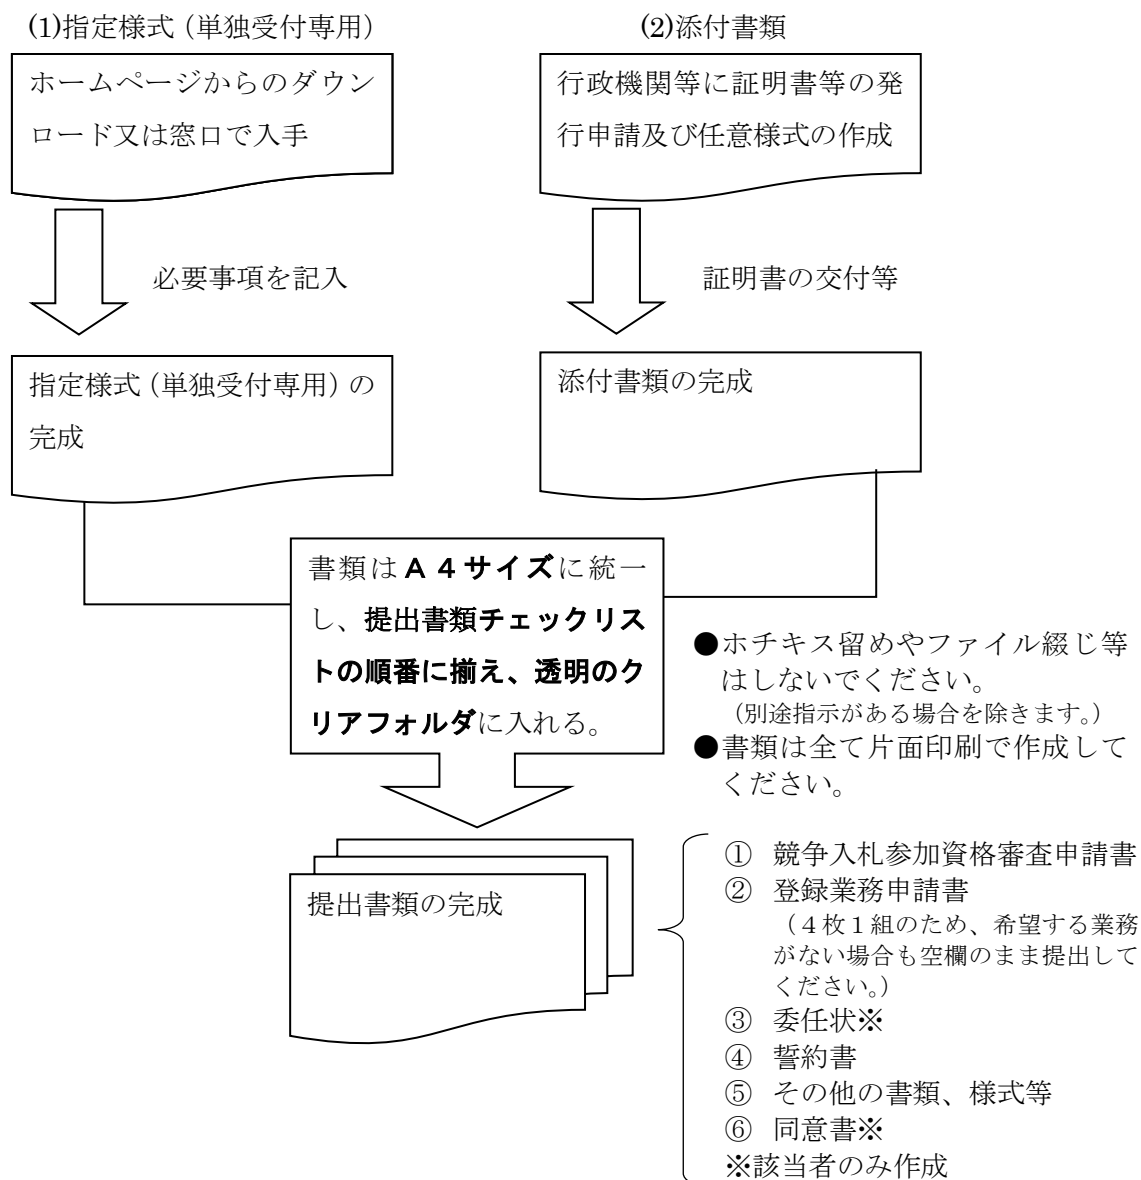 (1)指定様式（単独受付専用）
ホームページからのダウン
ロード又は窓口で入手
必要事項を記入
指定様式（単独受付専用）の
完成
(2)添付書類
行政機関等に証明書等の発
行申請及び任意様式の作成
証明書の交付等
添付書類の完成
書類はＡ４サイズに統一
し、提出書類チェックリス
トの順番に揃え、透明のク
リアフォルダに入れる。
●ホチキス留めやファイル綴じ等
はしないでください。
（別途指示がある場合を除きます。）
●書類は全て片面印刷で作成して
ください。
提出書類の完成
① 競争入札参加資格審査申請書
② 登録業務申請書
（４枚１組のため、希望する業務
がない場合も空欄のまま提出して
ください。）
③ 委任状※
④ 誓約書
⑤ その他の書類、様式等
⑥ 同意書※
※該当者のみ作成